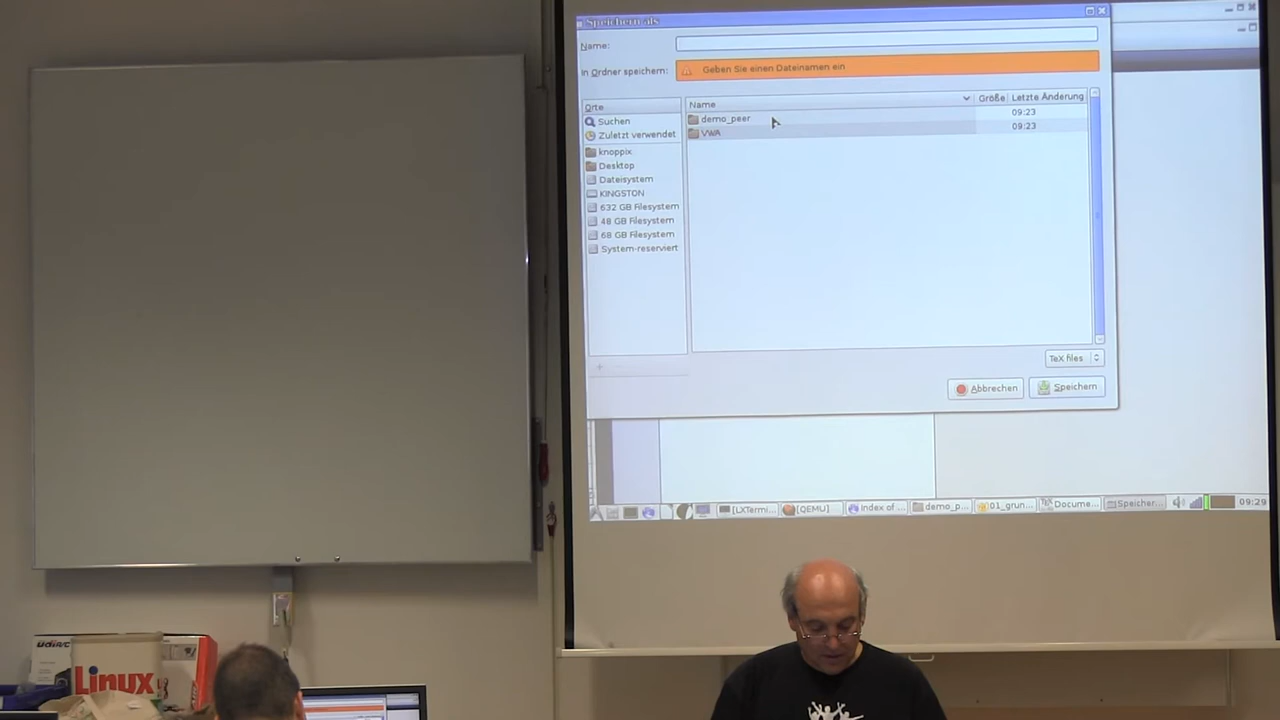 Speichern als
Name:
In Ordner speichern:
Geben Sie einen Dateinamen ein
Orte
Suchen
Zuletzt verwendet
knoppix
Desktop
Dateisystem
KINGSTON
632 GB Filesystem
48 GB Filesystem
68 GB Filesystem
System-reserviert
Name Größe Letzte Änderung
demo_peer 09:23
VWA 09:23
TeX files
Abbrechen Speichern
[LXTermi... [QEMU] Index of ... demo_p... 01_grun... Docume... Speicher... 09:29
Linux